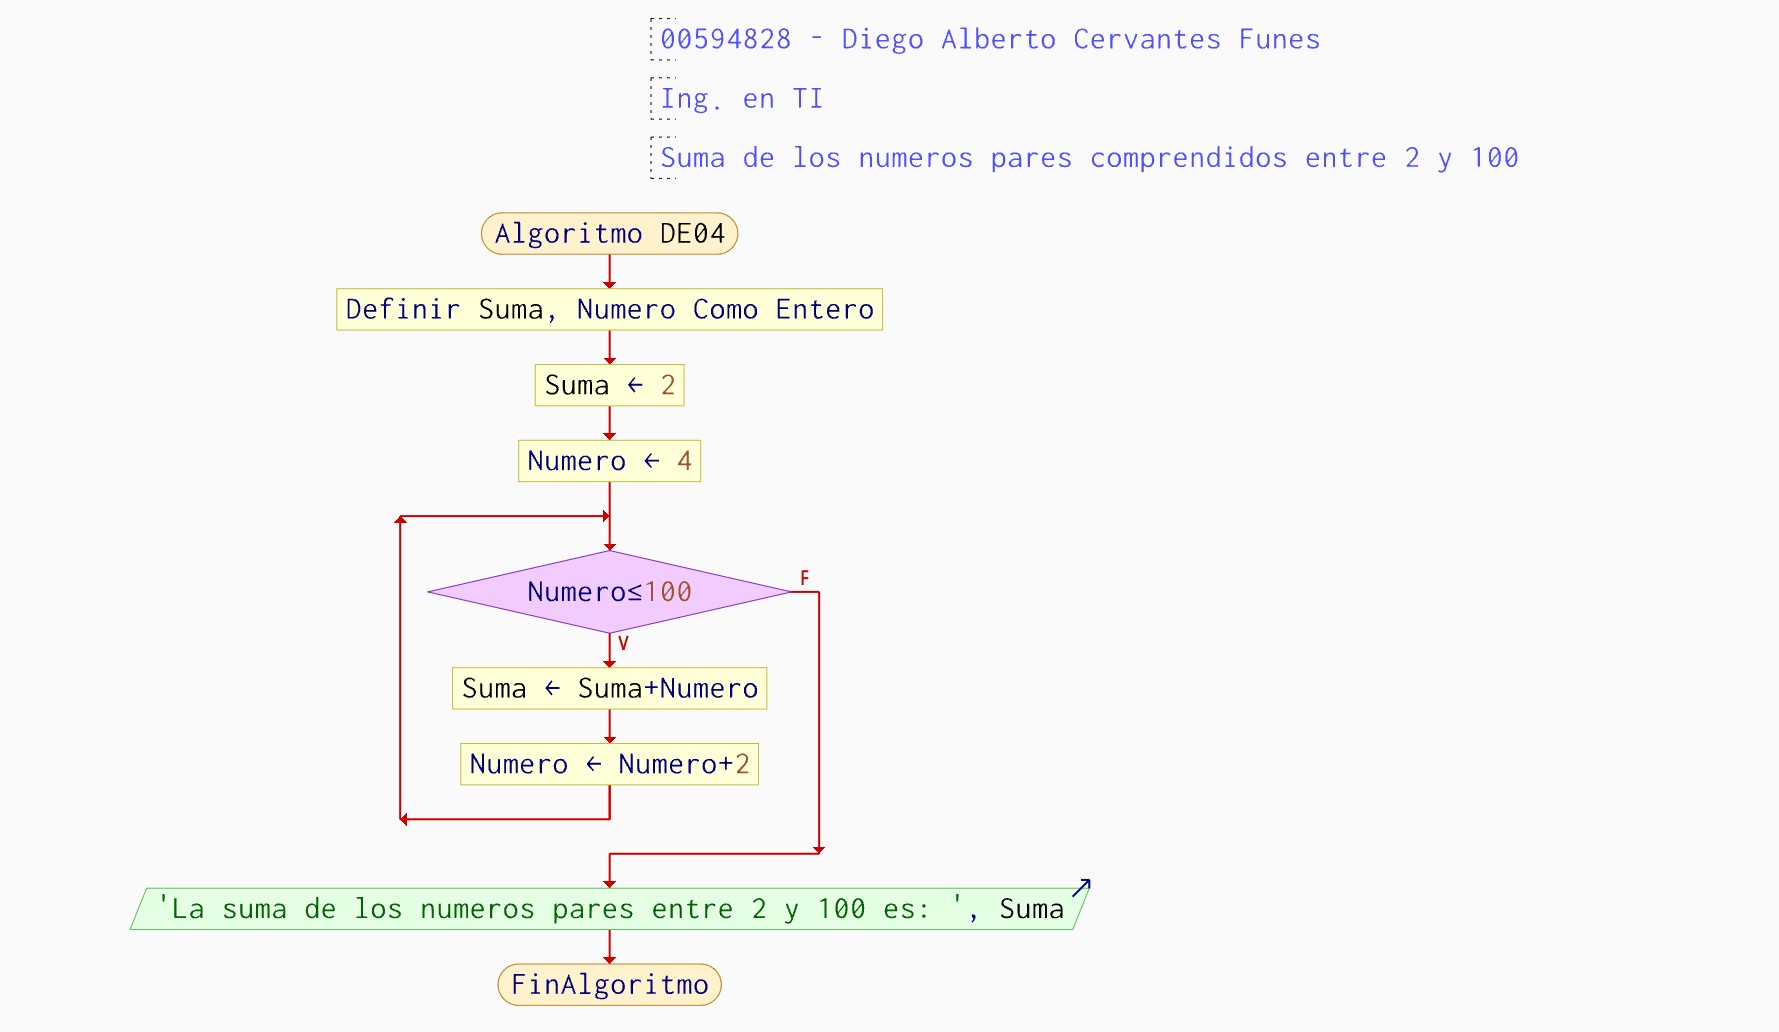 00594828 - Diego Alberto Cervantes Funes
Ing. en TI
Suma de los numeros pares comprendidos entre 2 y 100
Algoritmo DE04
Definir Suma, Numero Como Entero
Suma ← 2
Numero ← 4
Numero≤100
F
V
Suma ← Suma+Numero
Numero ← Numero+2
'La suma de los numeros pares entre 2 y 100 es: ', Suma
FinAlgoritmo